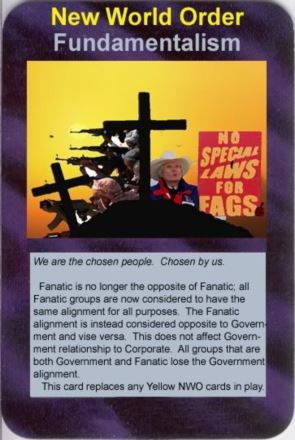 New World Order
Fundamentalism
NO
SPECIAL
LAWS
FOR
FAGS
We are the chosen people. Chosen by us.
Fanatic is no longer the opposite of Fanatic; all
Fanatic groups are now considered to have the
same alignment for all purposes. The Fanatic
alignment is instead considered opposite to Govern-
ment and vise versa. This does not affect Govern-
ment relationship to Corporate. All groups that are
both Government and Fanatic lose the Government
alignment.
This card replaces any Yellow NWO cards in play.